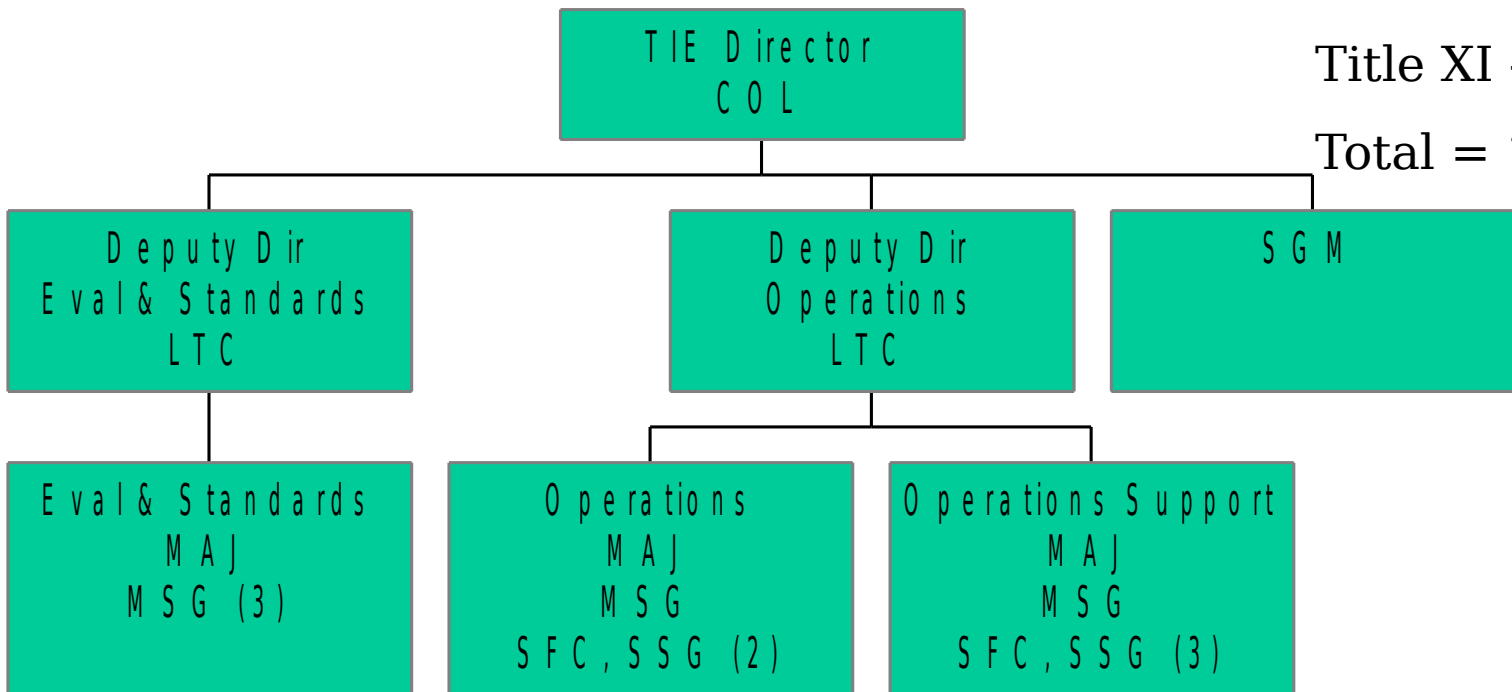 TIE Director
COL
Title XI
Total =
Deputy Dir
Eval& Standards
LTC
Deputy Dir
Operations
LTC
SGM
Eval& Standards
MAJ
MSG (3)
Operations
MAJ
MSG
SFC,SSG (2)
Operations Support
MAJ
MSG
SFC,SSG (3)